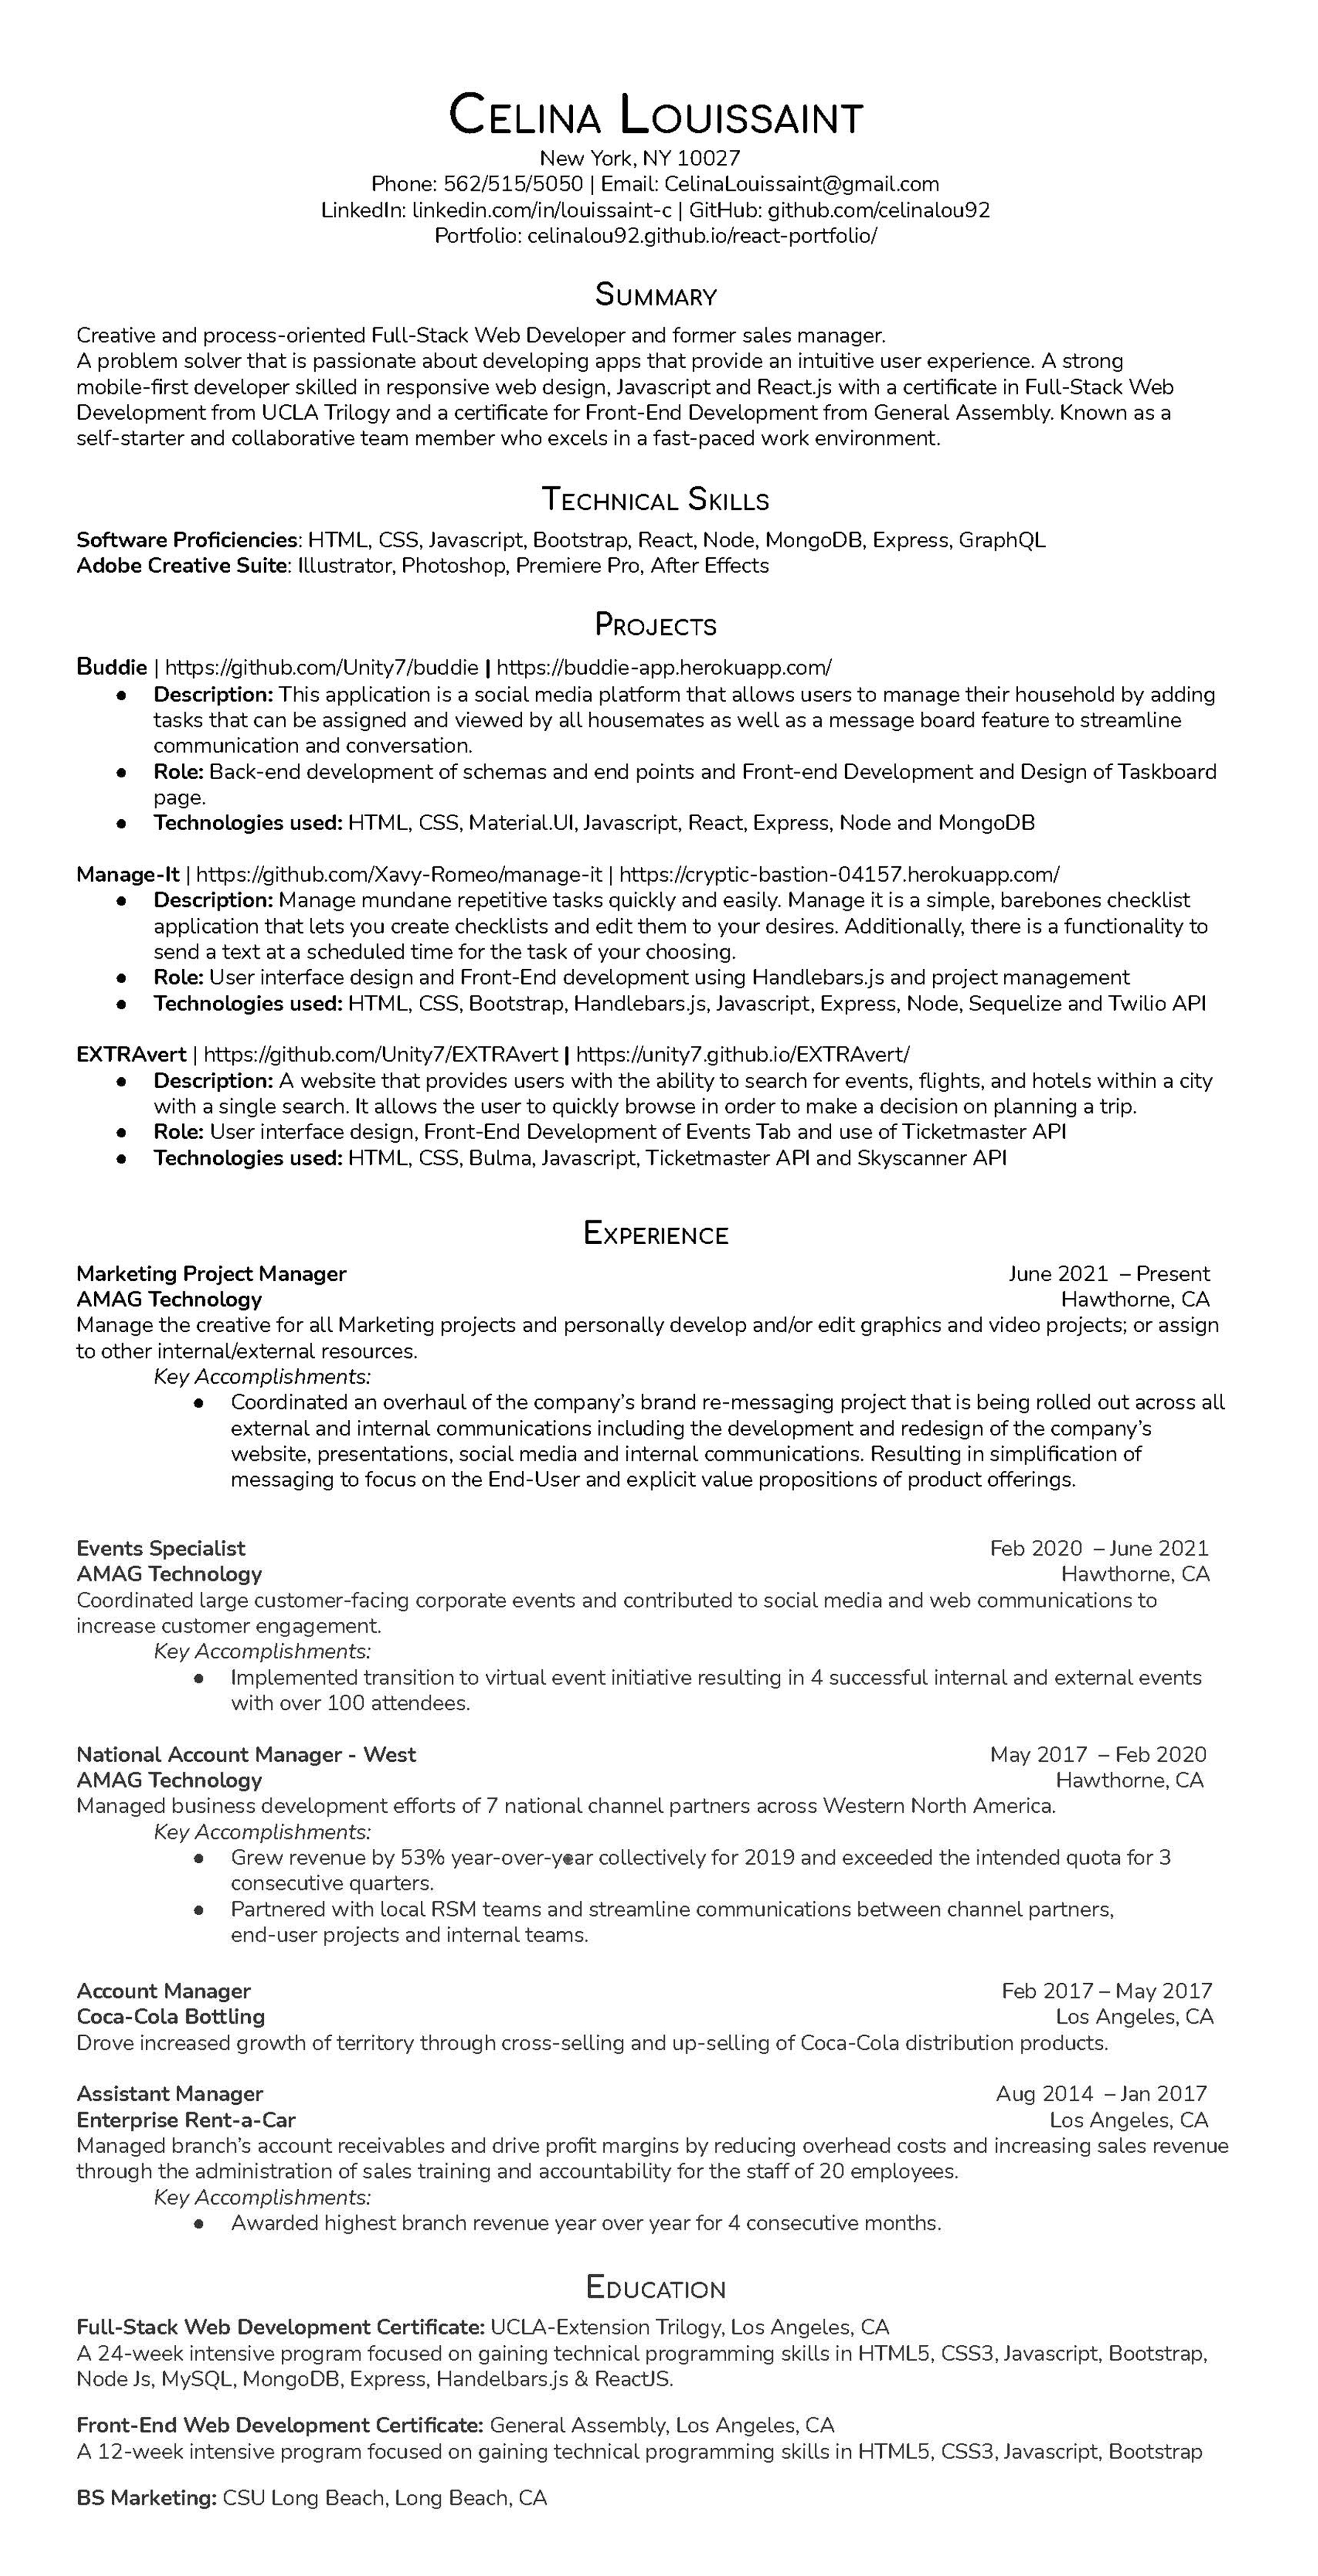 Celina Louissaint
New York, NY 10027
Phone: 562/515/5050 | Email: CelinaLouissaint@gmail.com
LinkedIn: linkedin.com/in/louissaint-c | GitHub: github.com/celinalou92
Portfolio: celinalou92.github.io/react-portfolio/
Summary
Creative and process-oriented Full-Stack Web Developer and former sales manager.
A problem solver that is passionate about developing apps that provide an intuitive user experience. A strong
mobile-first developer skilled in responsive web design, Javascript and React.js with a certificate in Full-Stack Web
Development from UCLA Trilogy and a certificate for Front-End Development from General Assembly. Known as a
self-starter and collaborative team member who excels in a fast-paced work environment.
Technical Skills
Software Proficiencies: HTML, CSS, Javascript, Bootstrap, React, Node, MongoDB, Express, GraphQL
Adobe Creative Suite: Illustrator, Photoshop, Premiere Pro, After Effects
Projects
Buddie | https://github.com/Unity7/buddie | https://buddie-app.herokuapp.com/
● Description: This application is a social media platform that allows users to manage their household by adding
tasks that can be assigned and viewed by all housemates as well as a message board feature to streamline
communication and conversation.
● Role: Back-end development of schemas and end points and Front-end Development and Design of Taskboard
page.
● Technologies used: HTML, CSS, Material.UI, Javascript, React, Express, Node and MongoDB
Manage-It | https://github.com/Xavy-Romeo/manage-it | https://cryptic-bastion-04157.herokuapp.com/
● Description: Manage mundane repetitive tasks quickly and easily. Manage it is a simple, barebones checklist
application that lets you create checklists and edit them to your desires. Additionally, there is a functionality to
send a text at a scheduled time for the task of your choosing.
● Role: User interface design and Front-End development using Handlebars.js and project management
● Technologies used: HTML, CSS, Bootstrap, Handlebars.js, Javascript, Express, Node, Sequelize and Twilio API
EXTRAvert | https://github.com/Unity7/EXTRAvert | https://unity7.github.io/EXTRAvert/
● Description: A website that provides users with the ability to search for events, flights, and hotels within a city
with a single search. It allows the user to quickly browse in order to make a decision on planning a trip.
● Role: User interface design, Front-End Development of Events Tab and use of Ticketmaster API
● Technologies used: HTML, CSS, Bulma, Javascript, Ticketmaster API and Skyscanner API
Experience
Marketing Project Manager June 2021 – Present
AMAG Technology Hawthorne, CA
Manage the creative for all Marketing projects and personally develop and/or edit graphics and video projects; or assign
to other internal/external resources.
Key Accomplishments:
● Coordinated an overhaul of the company's brand re-messaging project that is being rolled out across all
external and internal communications including the development and redesign of the company's
website, presentations, social media and internal communications. Resulting in simplification of
messaging to focus on the End-User and explicit value propositions of product offerings.
Events Specialist Feb 2020 – June 2021
AMAG Technology Hawthorne, CA
Coordinated large customer-facing corporate events and contributed to social media and web communications to
increase customer engagement.
Key Accomplishments:
● Implemented transition to virtual event initiative resulting in 4 successful internal and external events
with over 100 attendees.
National Account Manager - West May 2017 – Feb 2020
AMAG Technology Hawthorne, CA
Managed business development efforts of 7 national channel partners across Western North America.
Key Accomplishments:
● Grew revenue by 53% year-over-year collectively for 2019 and exceeded the intended quota for 3
consecutive quarters.
● Partnered with local RSM teams and streamline communications between channel partners,
end-user projects and internal teams.
Account Manager Feb 2017 – May 2017
Coca-Cola Bottling Los Angeles, CA
Drove increased growth of territory through cross-selling and up-selling of Coca-Cola distribution products.
Assistant Manager Aug 2014 – Jan 2017
Enterprise Rent-a-Car Los Angeles, CA
Managed branch's account receivables and drive profit margins by reducing overhead costs and increasing sales revenue
through the administration of sales training and accountability for the staff of 20 employees.
Key Accomplishments:
● Awarded highest branch revenue year over year for 4 consecutive months.
Education
Full-Stack Web Development Certificate: UCLA-Extension Trilogy, Los Angeles, CA
A 24-week intensive program focused on gaining technical programming skills in HTML5, CSS3, Javascript, Bootstrap,
Node Js, MySQL, MongoDB, Express, Handelbars.js & ReactJS.
Front-End Web Development Certificate: General Assembly, Los Angeles, CA
A 12-week intensive program focused on gaining technical programming skills in HTML5, CSS3, Javascript, Bootstrap
BS Marketing: CSU Long Beach, Long Beach, CA